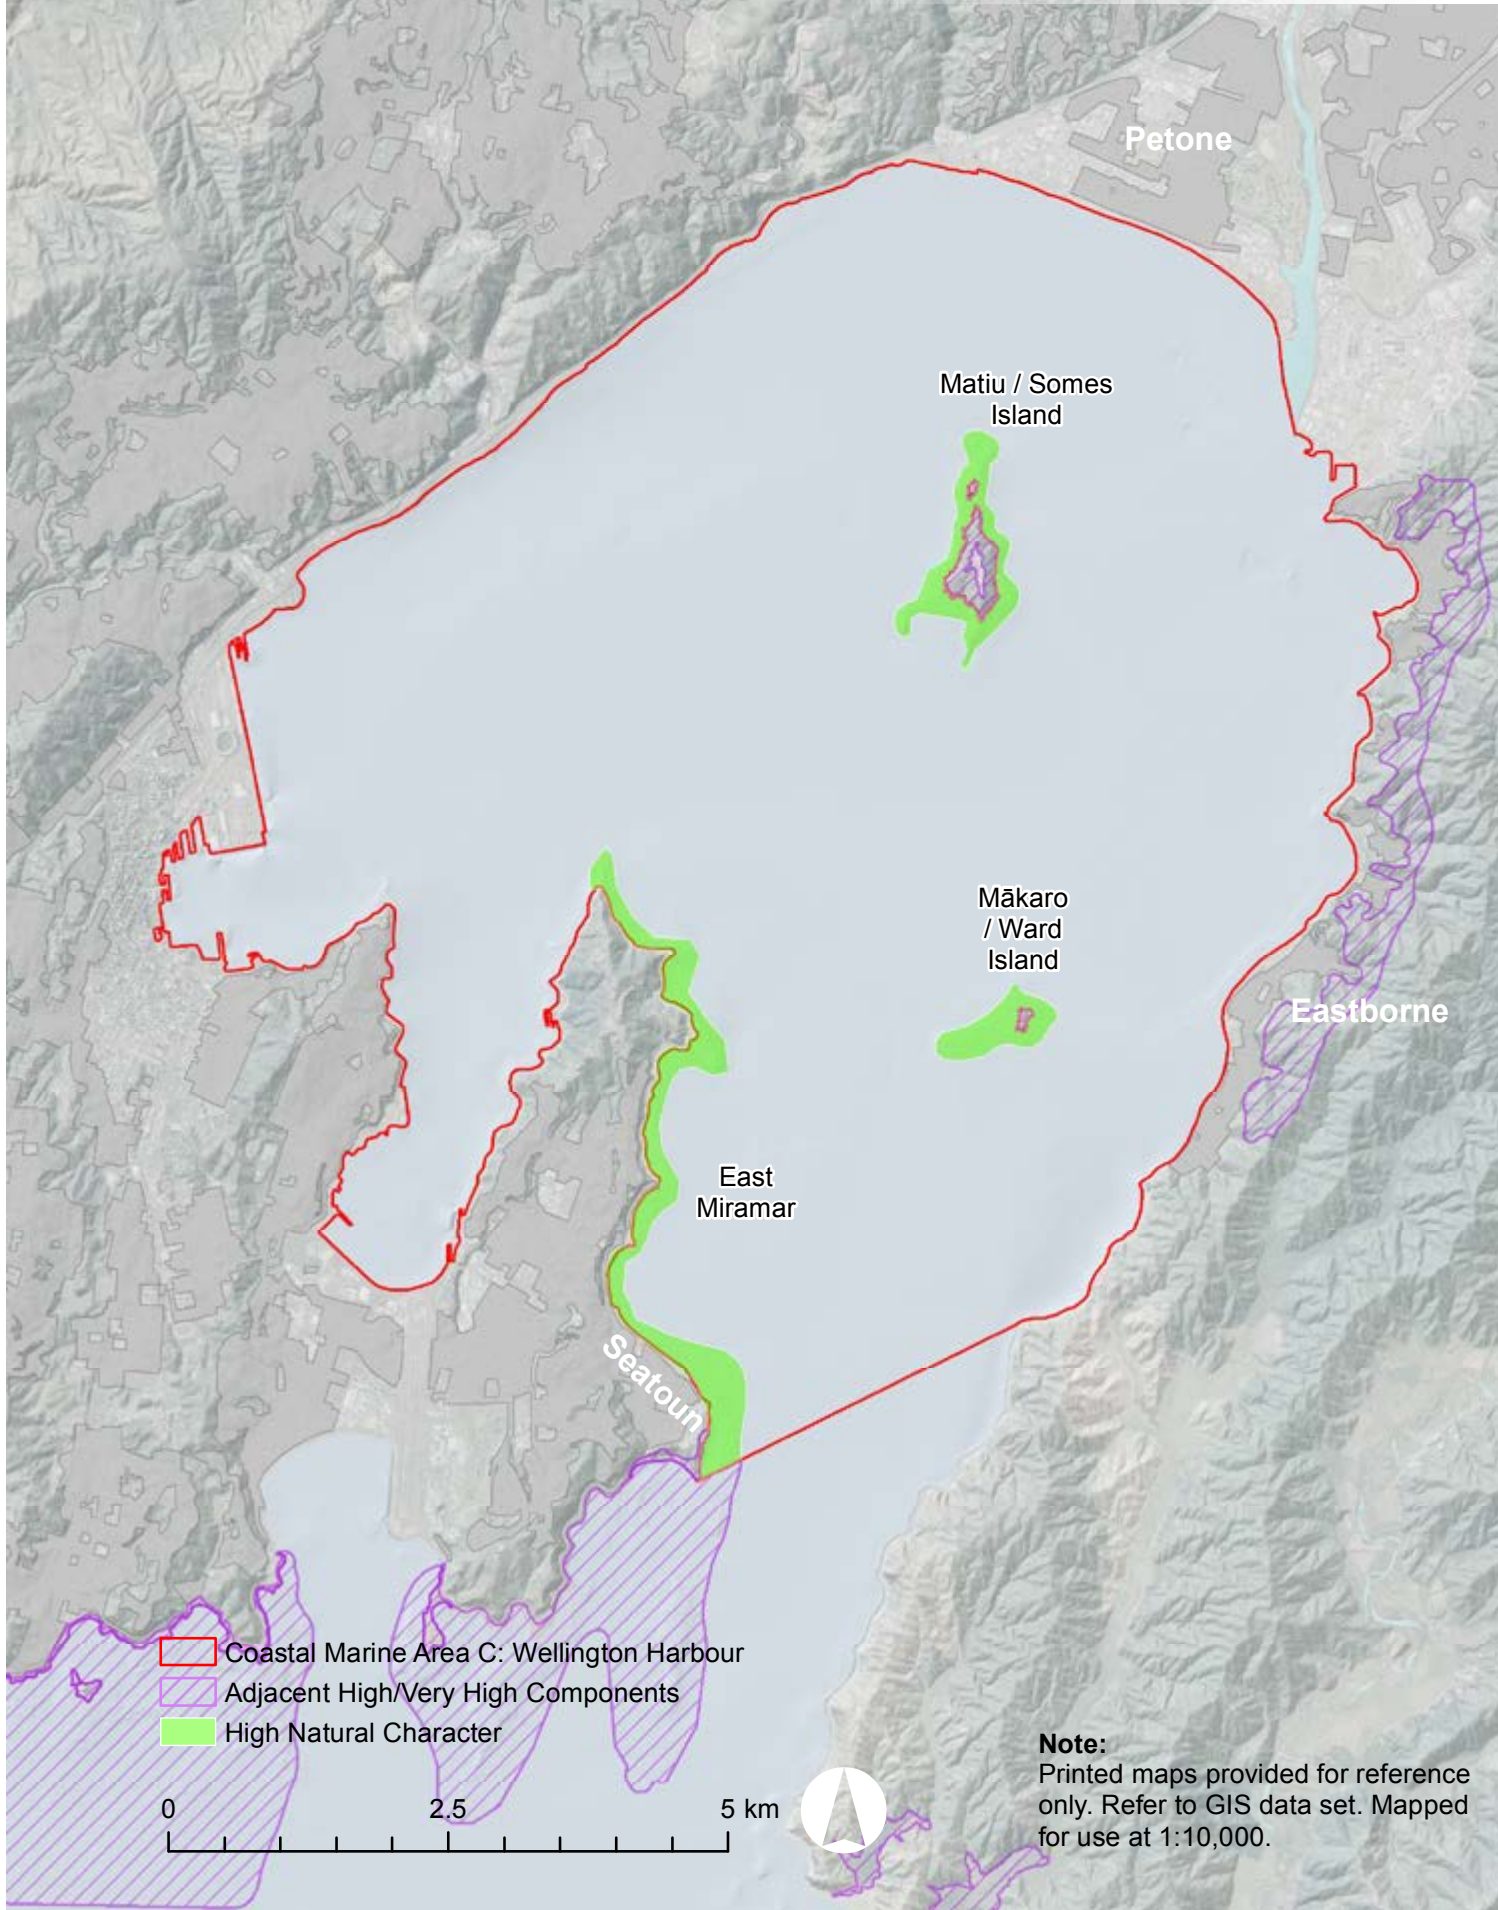 Petone
Matiu / Somes
Island
Mākaro
/ Ward
Island
Eastborne
East
Miramar
Seatoun
Coastal Marine Area C: Wellington Harbour
Adjacent High/Very High Components
High Natural Character
0 2.5 5 km
Note:
Printed maps provided for reference
only. Refer to GIS data set. Mapped
for use at 1:10,000.